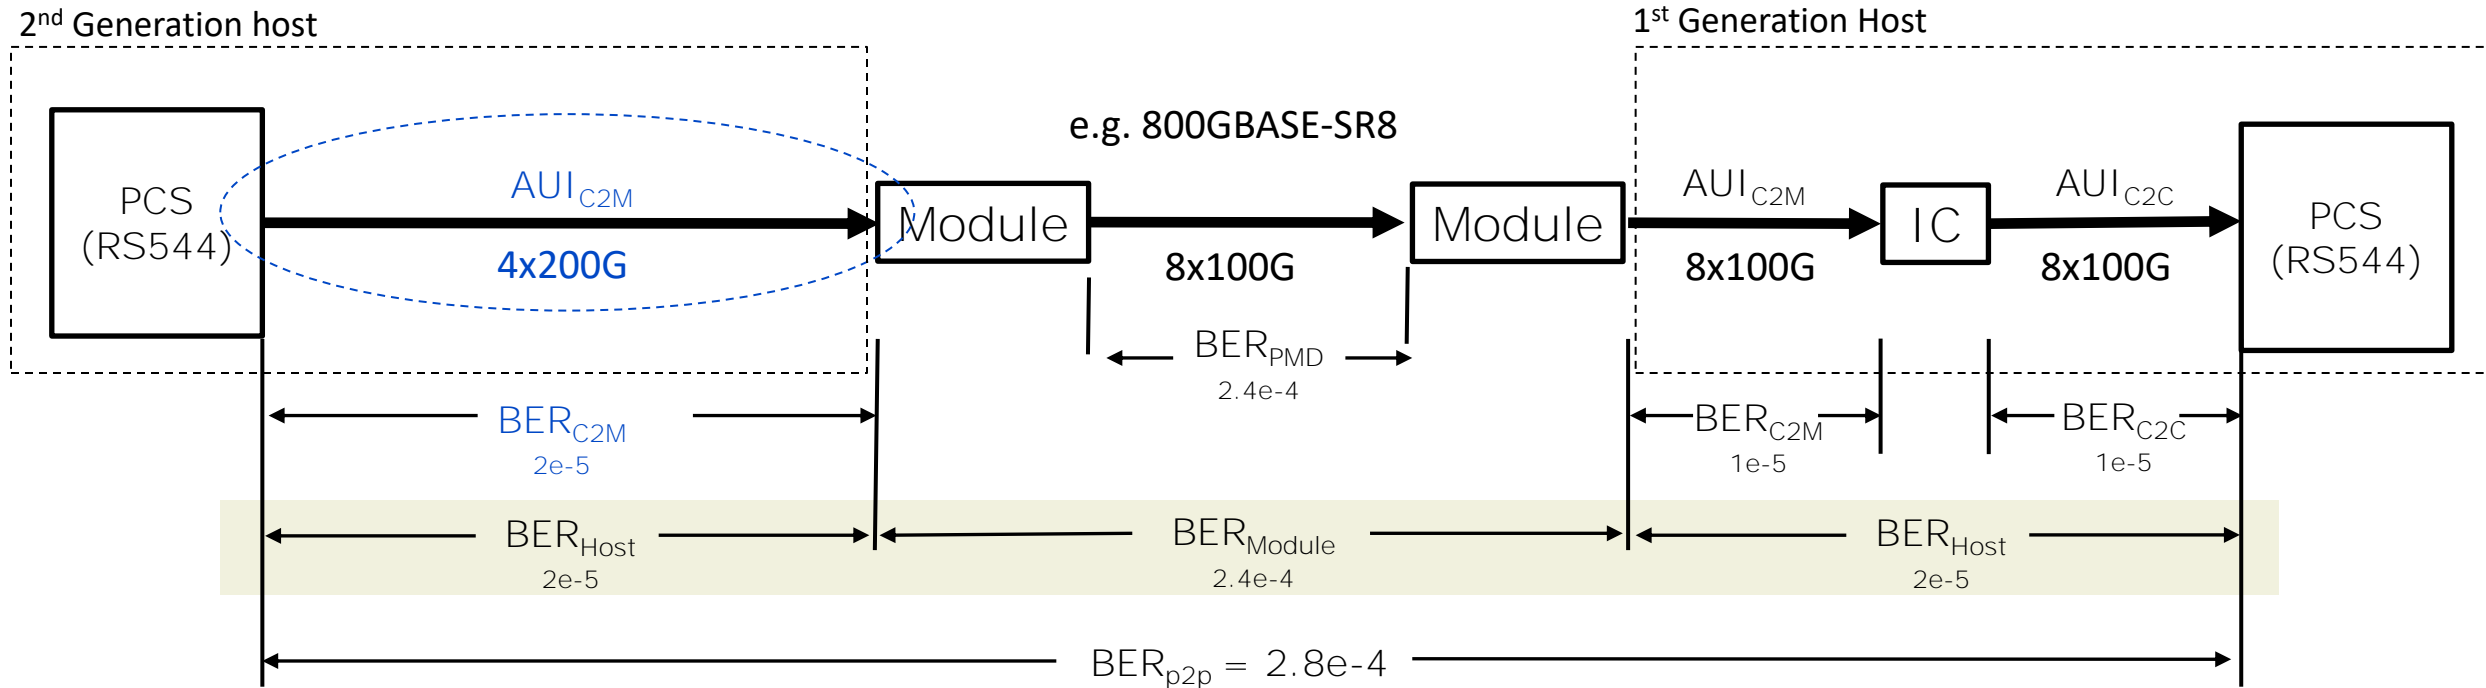 2nd Generation host
1st Generation Host
e.g. 800GBASE-SR8
PCS
(RS544)
AUIC2M
4x200G
Module
8x100G
Module
AUIC2M
8x100G
IC
AUIC2C
8x100G
PCS
(RS544)
BERPMD
2.4e-4
BERC2M
2e-5
BERC2M
1e-5
BERC2C
1e-5
BERHost
2e-5
BERModule
2.4e-4
BERHost
2e-5
BERp2p = 2.8e-4